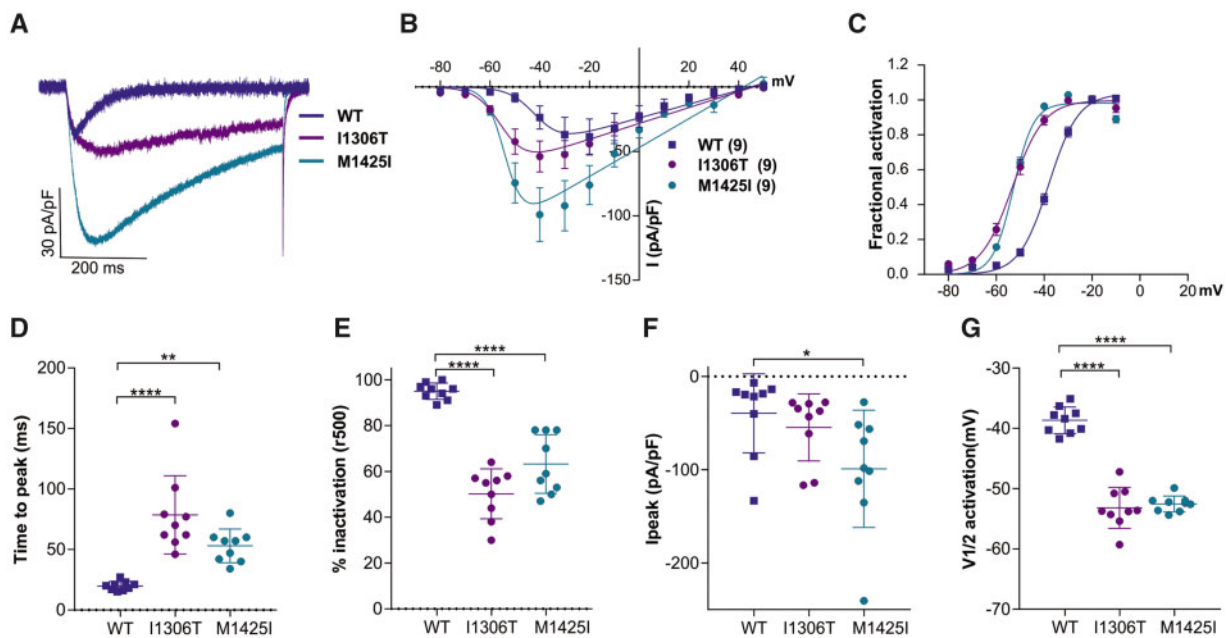 A
WT
I1306T
M1425I
30 pA/pF
200 ms
B
-80 -60 -40 -20 20 40 mV
50
-50
-100
-150
I (pA/pF)
WT (9)
I1306T (9)
M1425I (9)
C
Fractional activation
1.2
1.0
0.8
0.6
0.4
0.2
0.0
-80 -60 -40 -20 0 20 mV
D
Time to peak (ms)
200
150
100
50
0
**
****
WT I1306T M1425I
E
% inactivation (r500)
100
80
60
40
20
0
****
****
WT I1306T M1425I
F
Ipeak (pA/pF)
0
-100
-200
*
WT I1306T M1425I
G
V1/2 activation(mV)
-30
-40
-50
-60
-70
****
****
WT I1306T M1425I